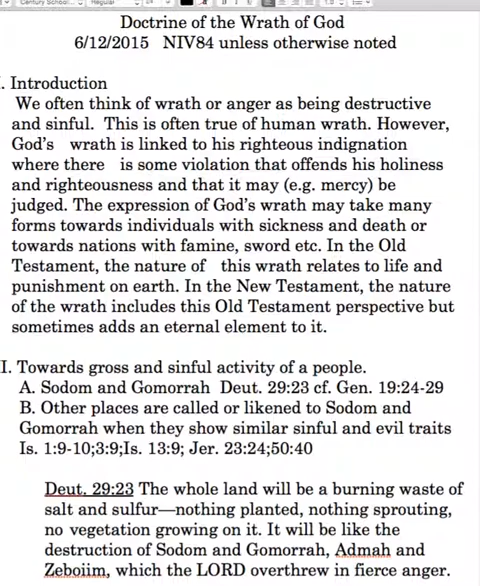 Century School... Regular
Doctrine of the Wrath of God
6/12/2015 NIV84 unless otherwise noted
. Introduction
We often think of wrath or anger as being destructive
and sinful. This is often true of human wrath. However,
God's wrath is linked to his righteous indignation
where there is some violation that offends his holiness
and righteousness and that it may (e.g. mercy) be
judged. The expression of God's wrath may take many
forms towards individuals with sickness and death or
towards nations with famine, sword etc. In the Old
Testament, the nature of this wrath relates to life and
punishment on earth. In the New Testament, the nature
of the wrath includes this Old Testament perspective but
sometimes adds an eternal element to it.
I. Towards gross and sinful activity of a people.
A. Sodom and Gomorrah Deut. 29:23 cf. Gen. 19:24-29
B. Other places are called or likened to Sodom and
Gomorrah when they show similar sinful and evil traits
Is. 1:9-10;3:9;Is. 13:9; Jer. 23:24;50:40
Deut. 29:23 The whole land will be a burning waste of
salt and sulfur—nothing planted, nothing sprouting,
no vegetation growing on it. It will be like the
destruction of Sodom and Gomorrah, Admah and
Zeboiim, which the LORD overthrew in fierce anger.